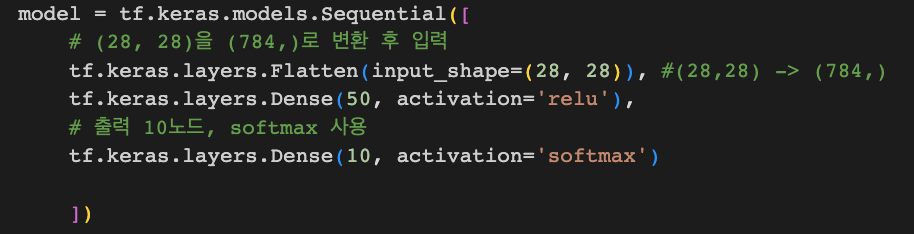 model = tf.keras.models.Sequential([
    # (28, 28)을 (784,)로 변환 후 입력
    tf.keras.layers.Flatten(input_shape=(28, 28)), #(28,28) -> (784,)
    tf.keras.layers.Dense(50, activation='relu'),
    # 출력 10노드, softmax 사용
    tf.keras.layers.Dense(10, activation='softmax')
    ])